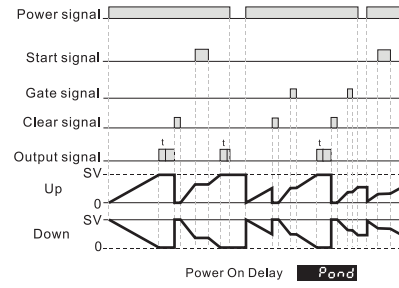 Power signal
Start signal
Gate signal
Clear signal
t t t
Output signal
SV
Up
0
SV
Down
0
Power On Delay Pond